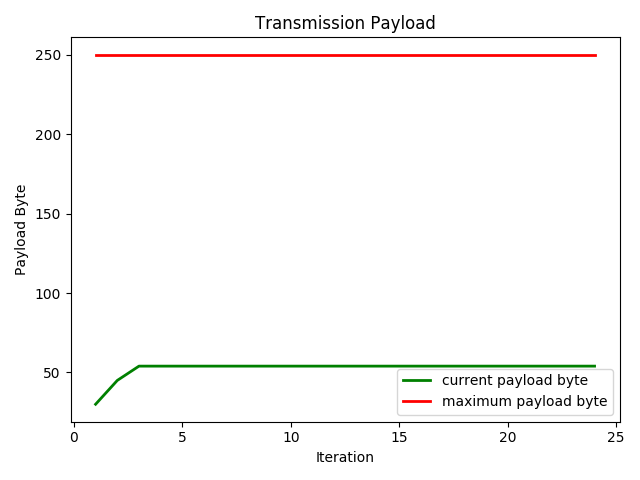 Transmission Payload
250
200
150
100
50
Payload Byte
current payload byte
maximum payload byte
0 5 10 15 20 25
Iteration